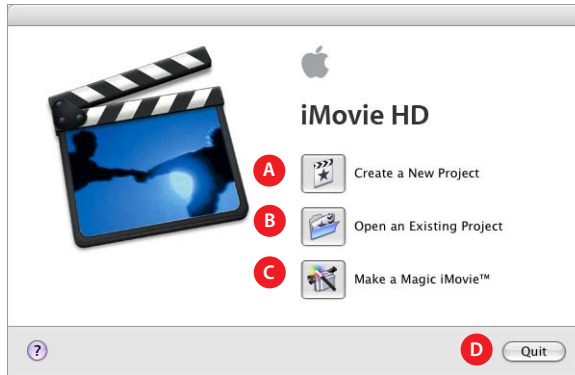 iMovie HD
A Create a New Project
B Open an Existing Project
C Make a Magic iMovie™
? D Quit